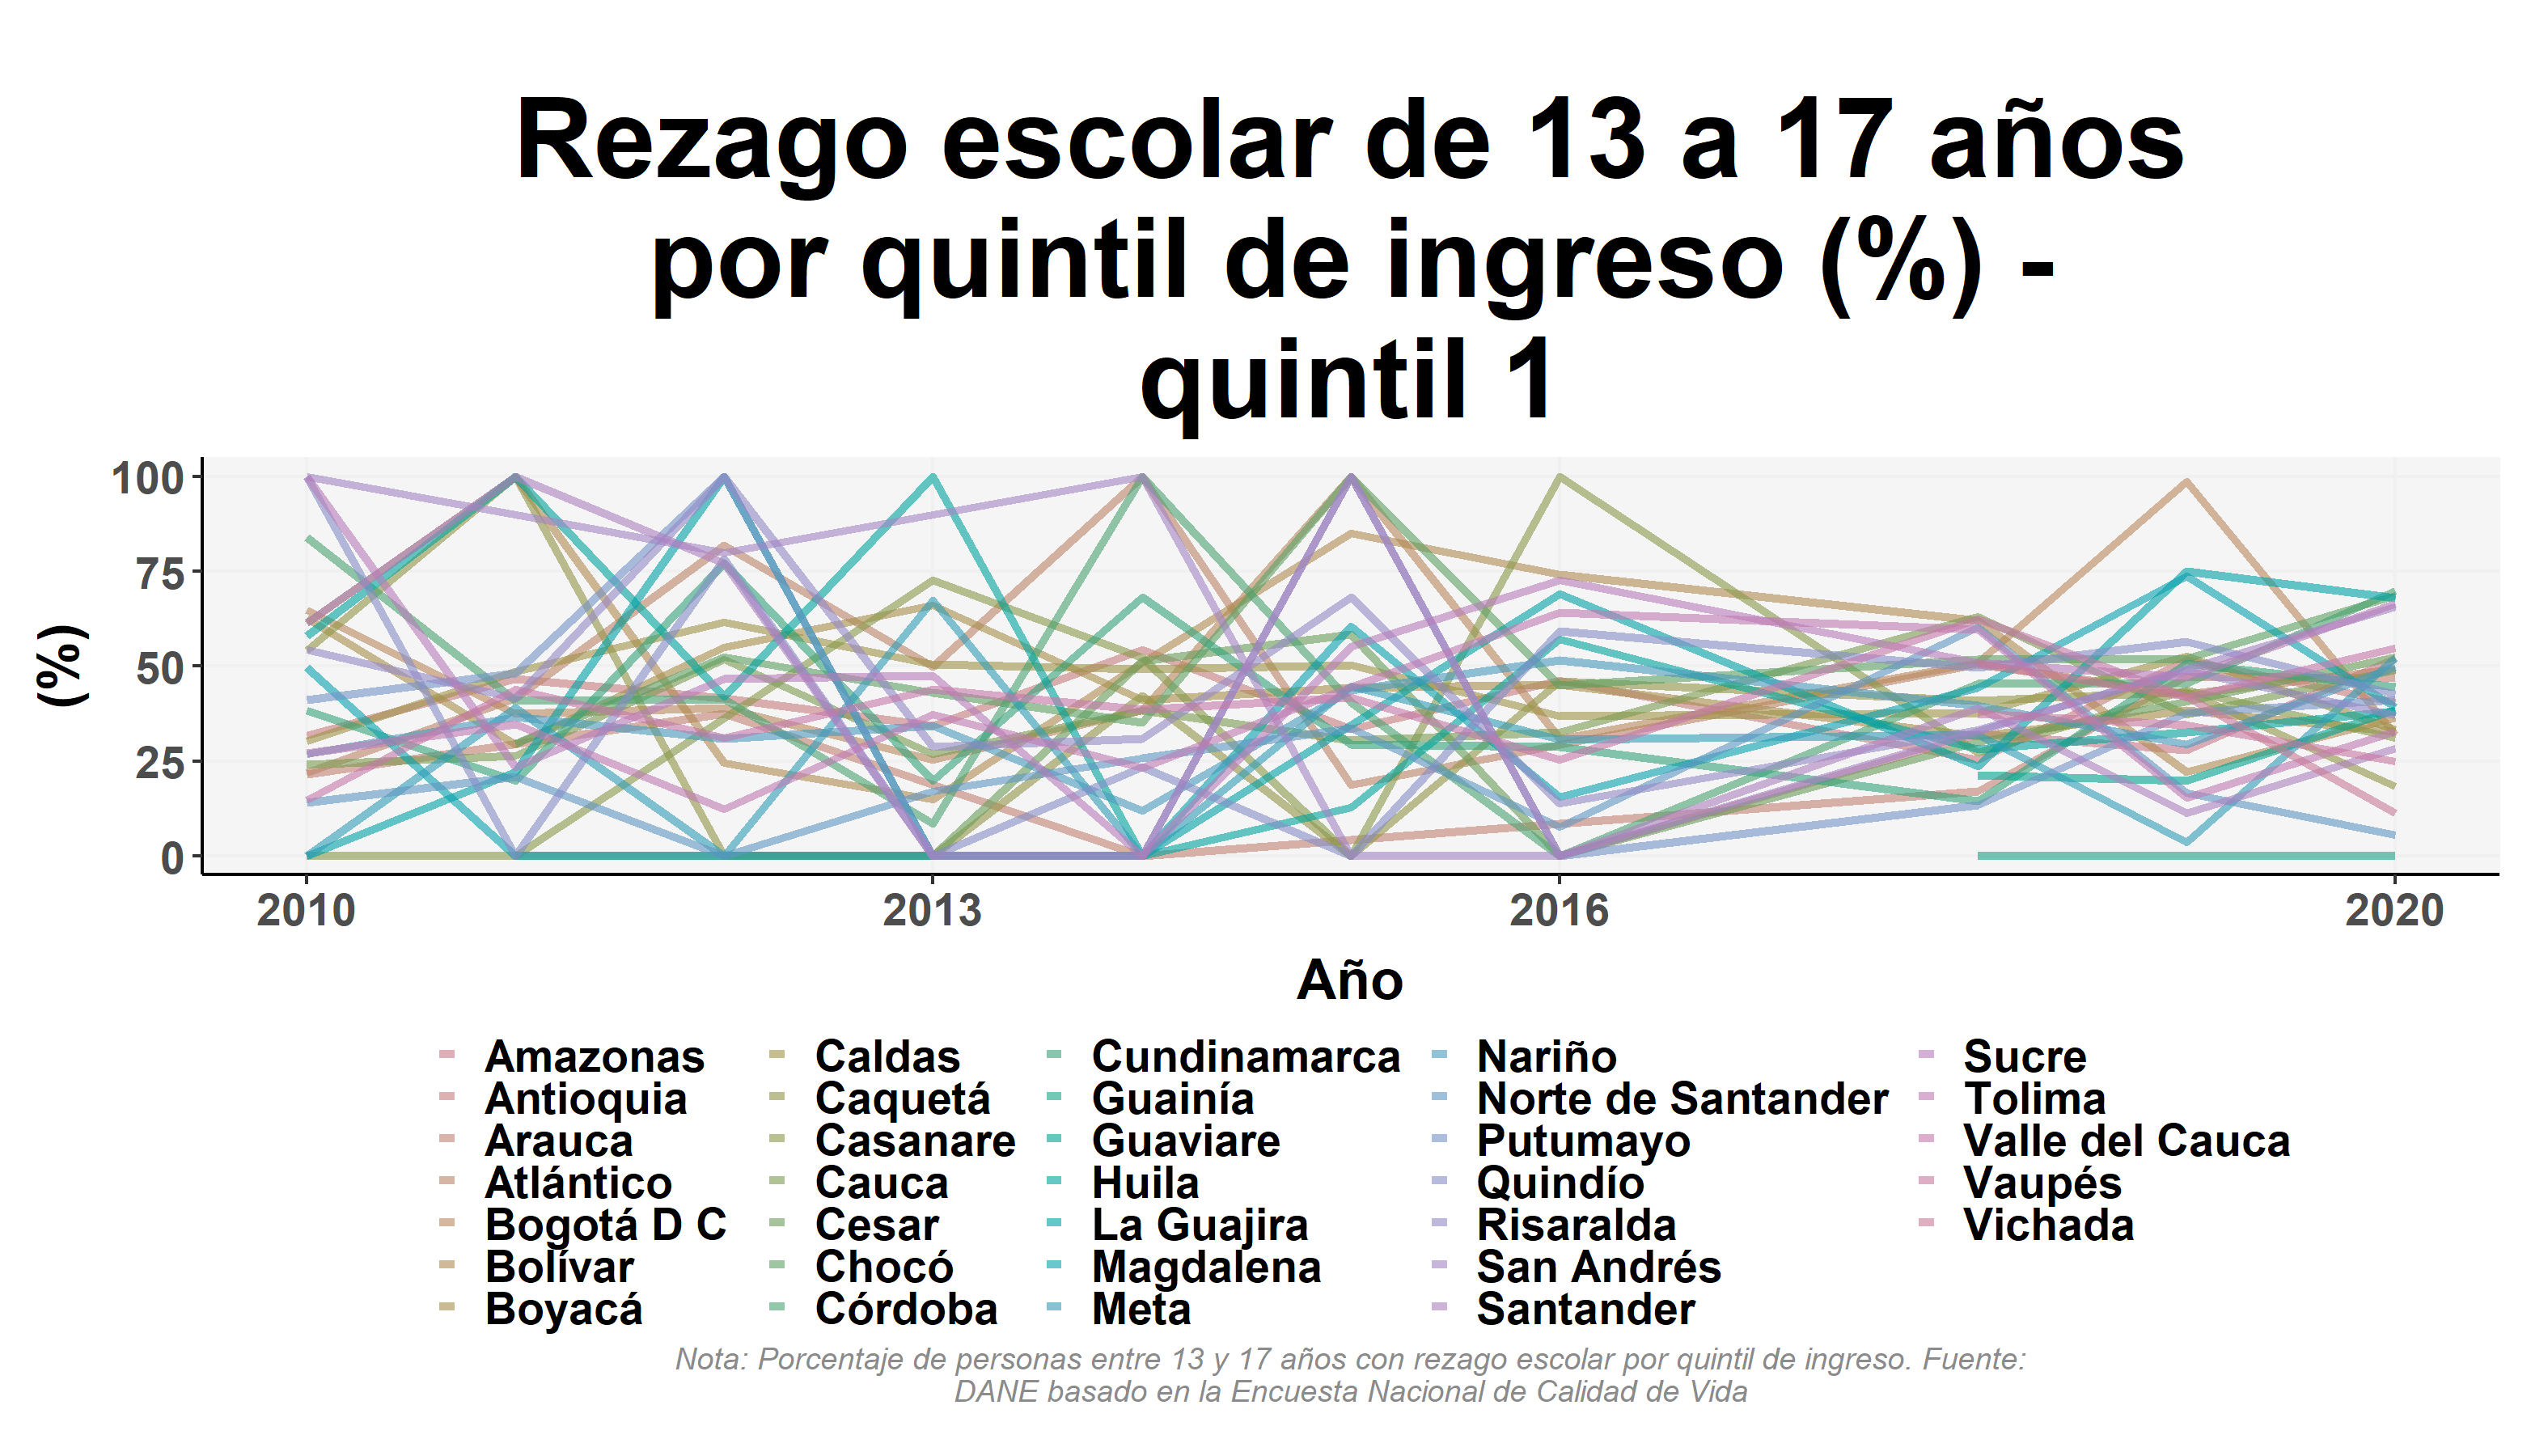 Rezago escolar de 13 a 17 años
por quintil de ingreso (%) -
quintil 1
100
75
50
25
0
(%)
2010
2013
2016
2020
Año
Amazonas
Antioquia
Arauca
Atlántico
Bogotá D C
Bolívar
Boyacá
Caldas
Caquetá
Casanare
Cauca
Cesar
Chocó
Córdoba
Cundinamarca
Guainía
Guaviare
Huila
La Guajira
Magdalena
Meta
Nariño
Norte de Santander
Putumayo
Quindío
Risaralda
San Andrés
Santander
Sucre
Tolima
Valle del Cauca
Vaupés
Vichada
Nota: Porcentaje de personas entre 13 y 17 años con rezago escolar por quintil de ingreso. Fuente:
DANE basado en la Encuesta Nacional de Calidad de Vida